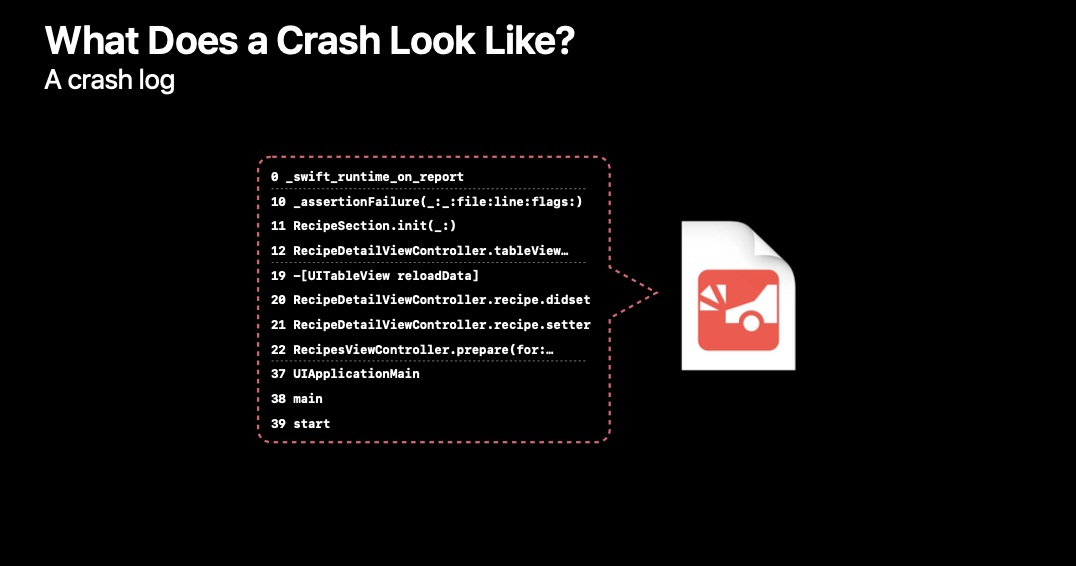 What Does a Crash Look Like?
A crash log
0 _swift_runtime_on_report
10 _assertionFailure(_:_:file:line:flags:)
11 RecipeSection.init(_:)
12 RecipeDetailViewController.tableView…
19 -[UITableView reloadData]
20 RecipeDetailViewController.recipe.didset
21 RecipeDetailViewController.recipe.setter
22 RecipesViewController.prepare(for:…
37 UIApplicationMain
38 main
39 start